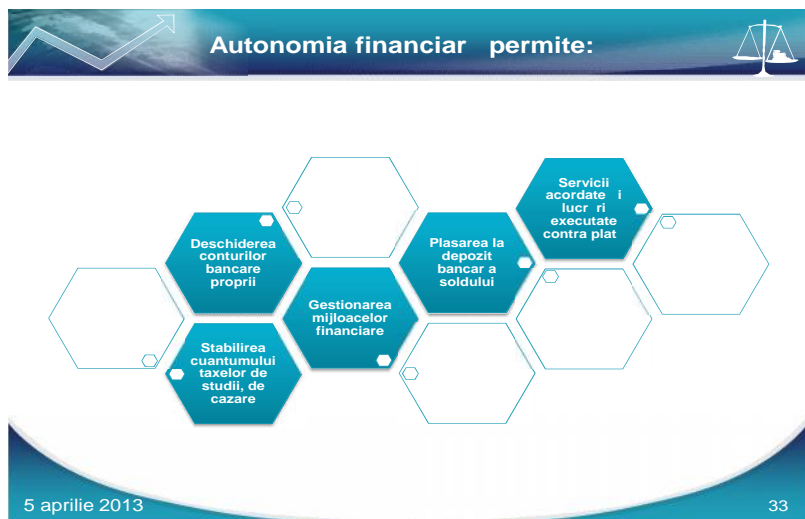 Autonomia financiar permite:
Servicii
acordate i
lucr ri
executate
contra plat
Deschiderea
conturilor
bancare
proprii
Plasarea la
depozit
bancar a
soldului
Gestionarea
mijloacelor
financiare
Stabilirea
cuantumului
taxelor de
studii, de
cazare
5 aprilie 2013
33